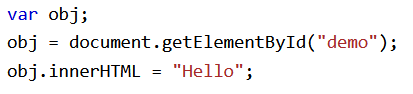 var obj;
obj = document.getElementById("demo");
obj.innerHTML = "Hello";